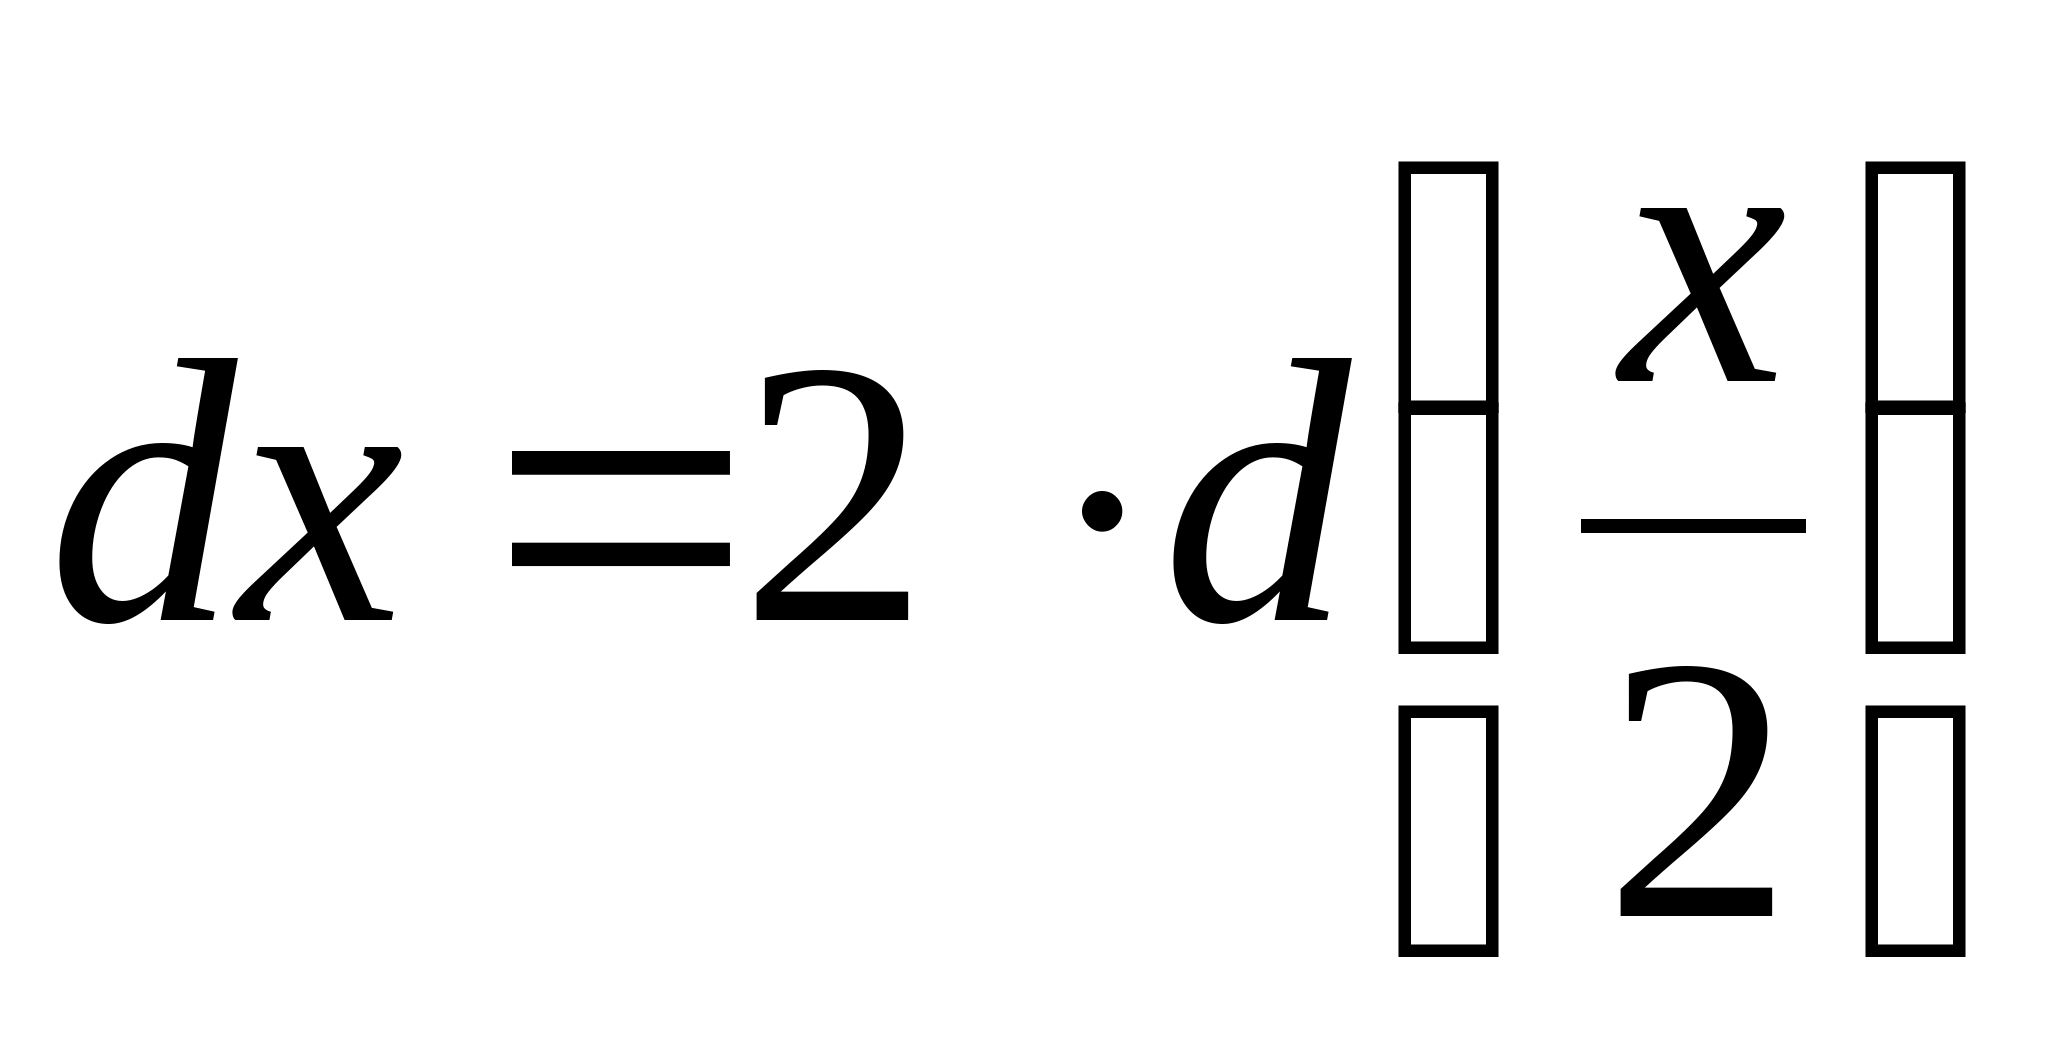 dx = 2 · d(x/2)